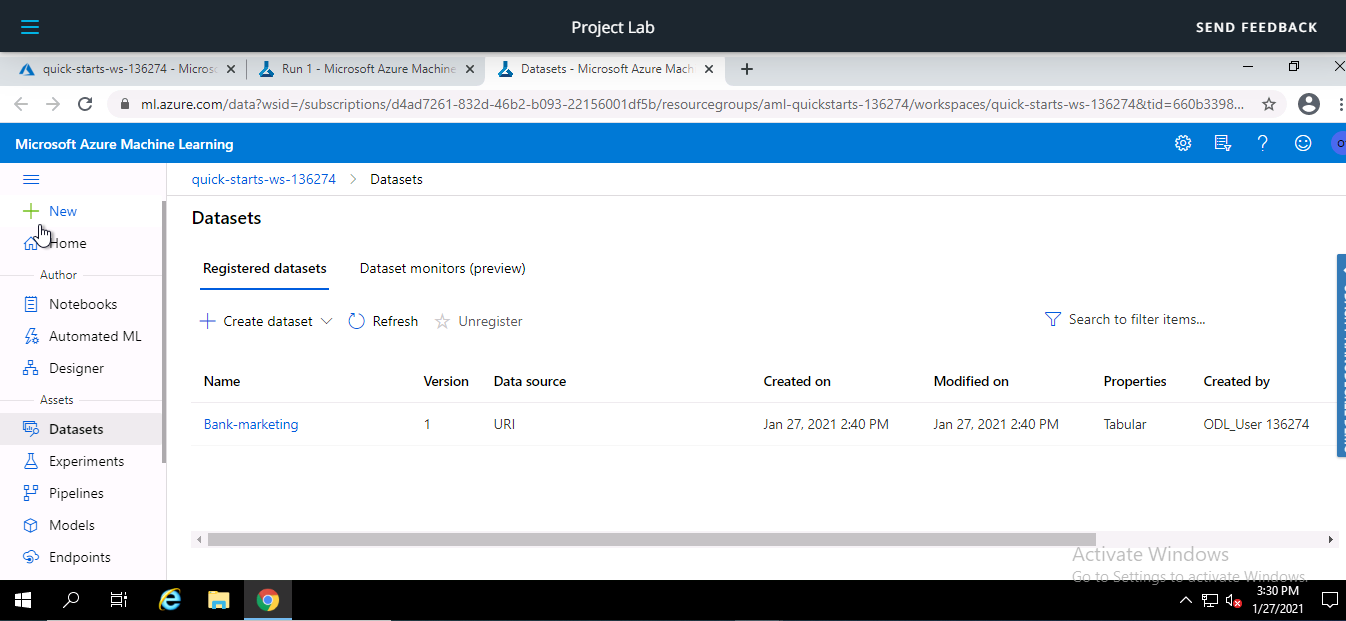 Project Lab
SEND FEEDBACK
quick-starts-ws-136274 - Micros
Run 1 - Microsoft Azure Machine
Datasets - Microsoft Azure Mach
ml.azure.com/data?wsid=/subscriptions/d4ad7261-832d-46b2-b093-22156001df5b/resourcegroups/aml-quickstarts-136274/workspaces/quick-starts-ws-136274&tid=660b3398...
Microsoft Azure Machine Learning
quick-starts-ws-136274 > Datasets
New
Home
Author
Notebooks
Automated ML
Designer
Assets
Datasets
Experiments
Pipelines
Models
Endpoints
Datasets
Registered datasets Dataset monitors (preview)
Create dataset Refresh Unregister
Search to filter items...
Name Version Data source Created on Modified on Properties Created by
Bank-marketing 1 URI Jan 27, 2021 2:40 PM Jan 27, 2021 2:40 PM Tabular ODL_User 136274
Activate Windows
Go to Settings to activate Windows.
3:30 PM
1/27/2021